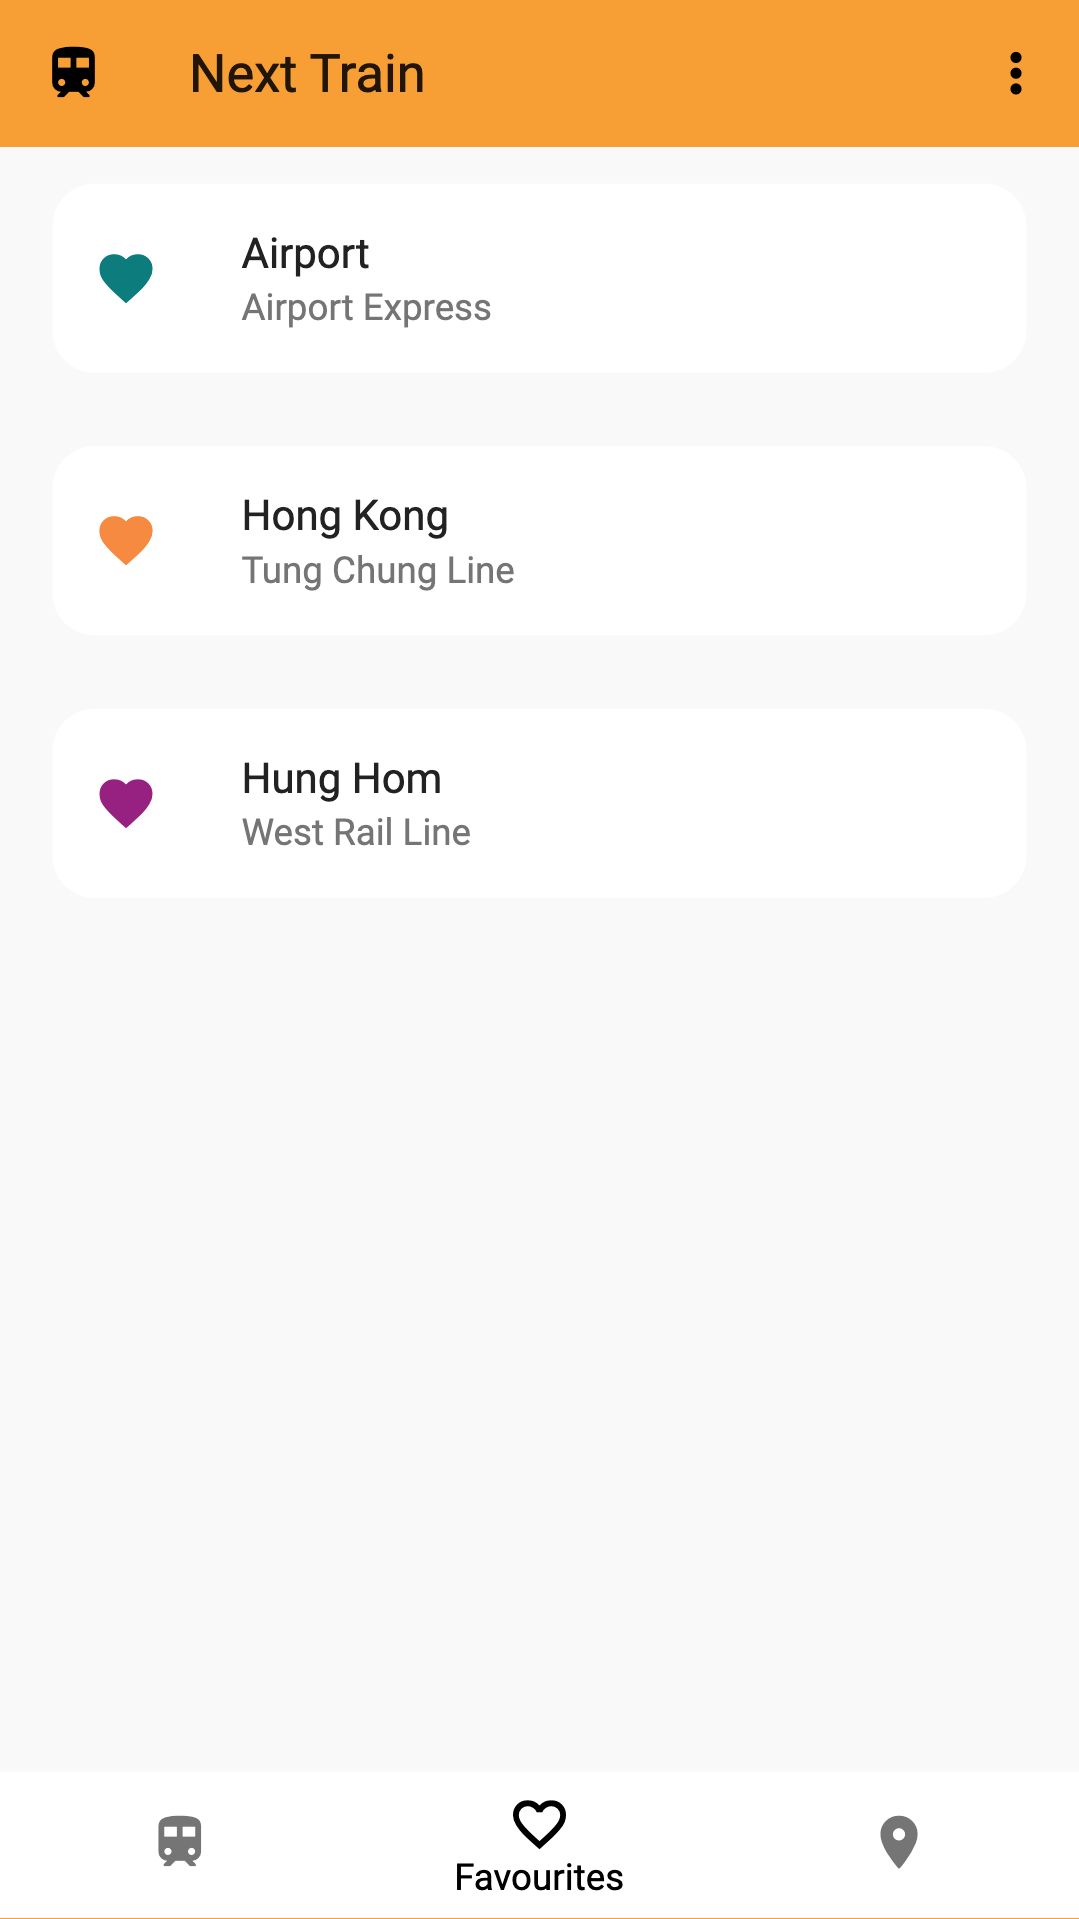 Next Train
Airport
Airport Express
Hong Kong
Tung Chung Line
Hung Hom
West Rail Line
Favourites